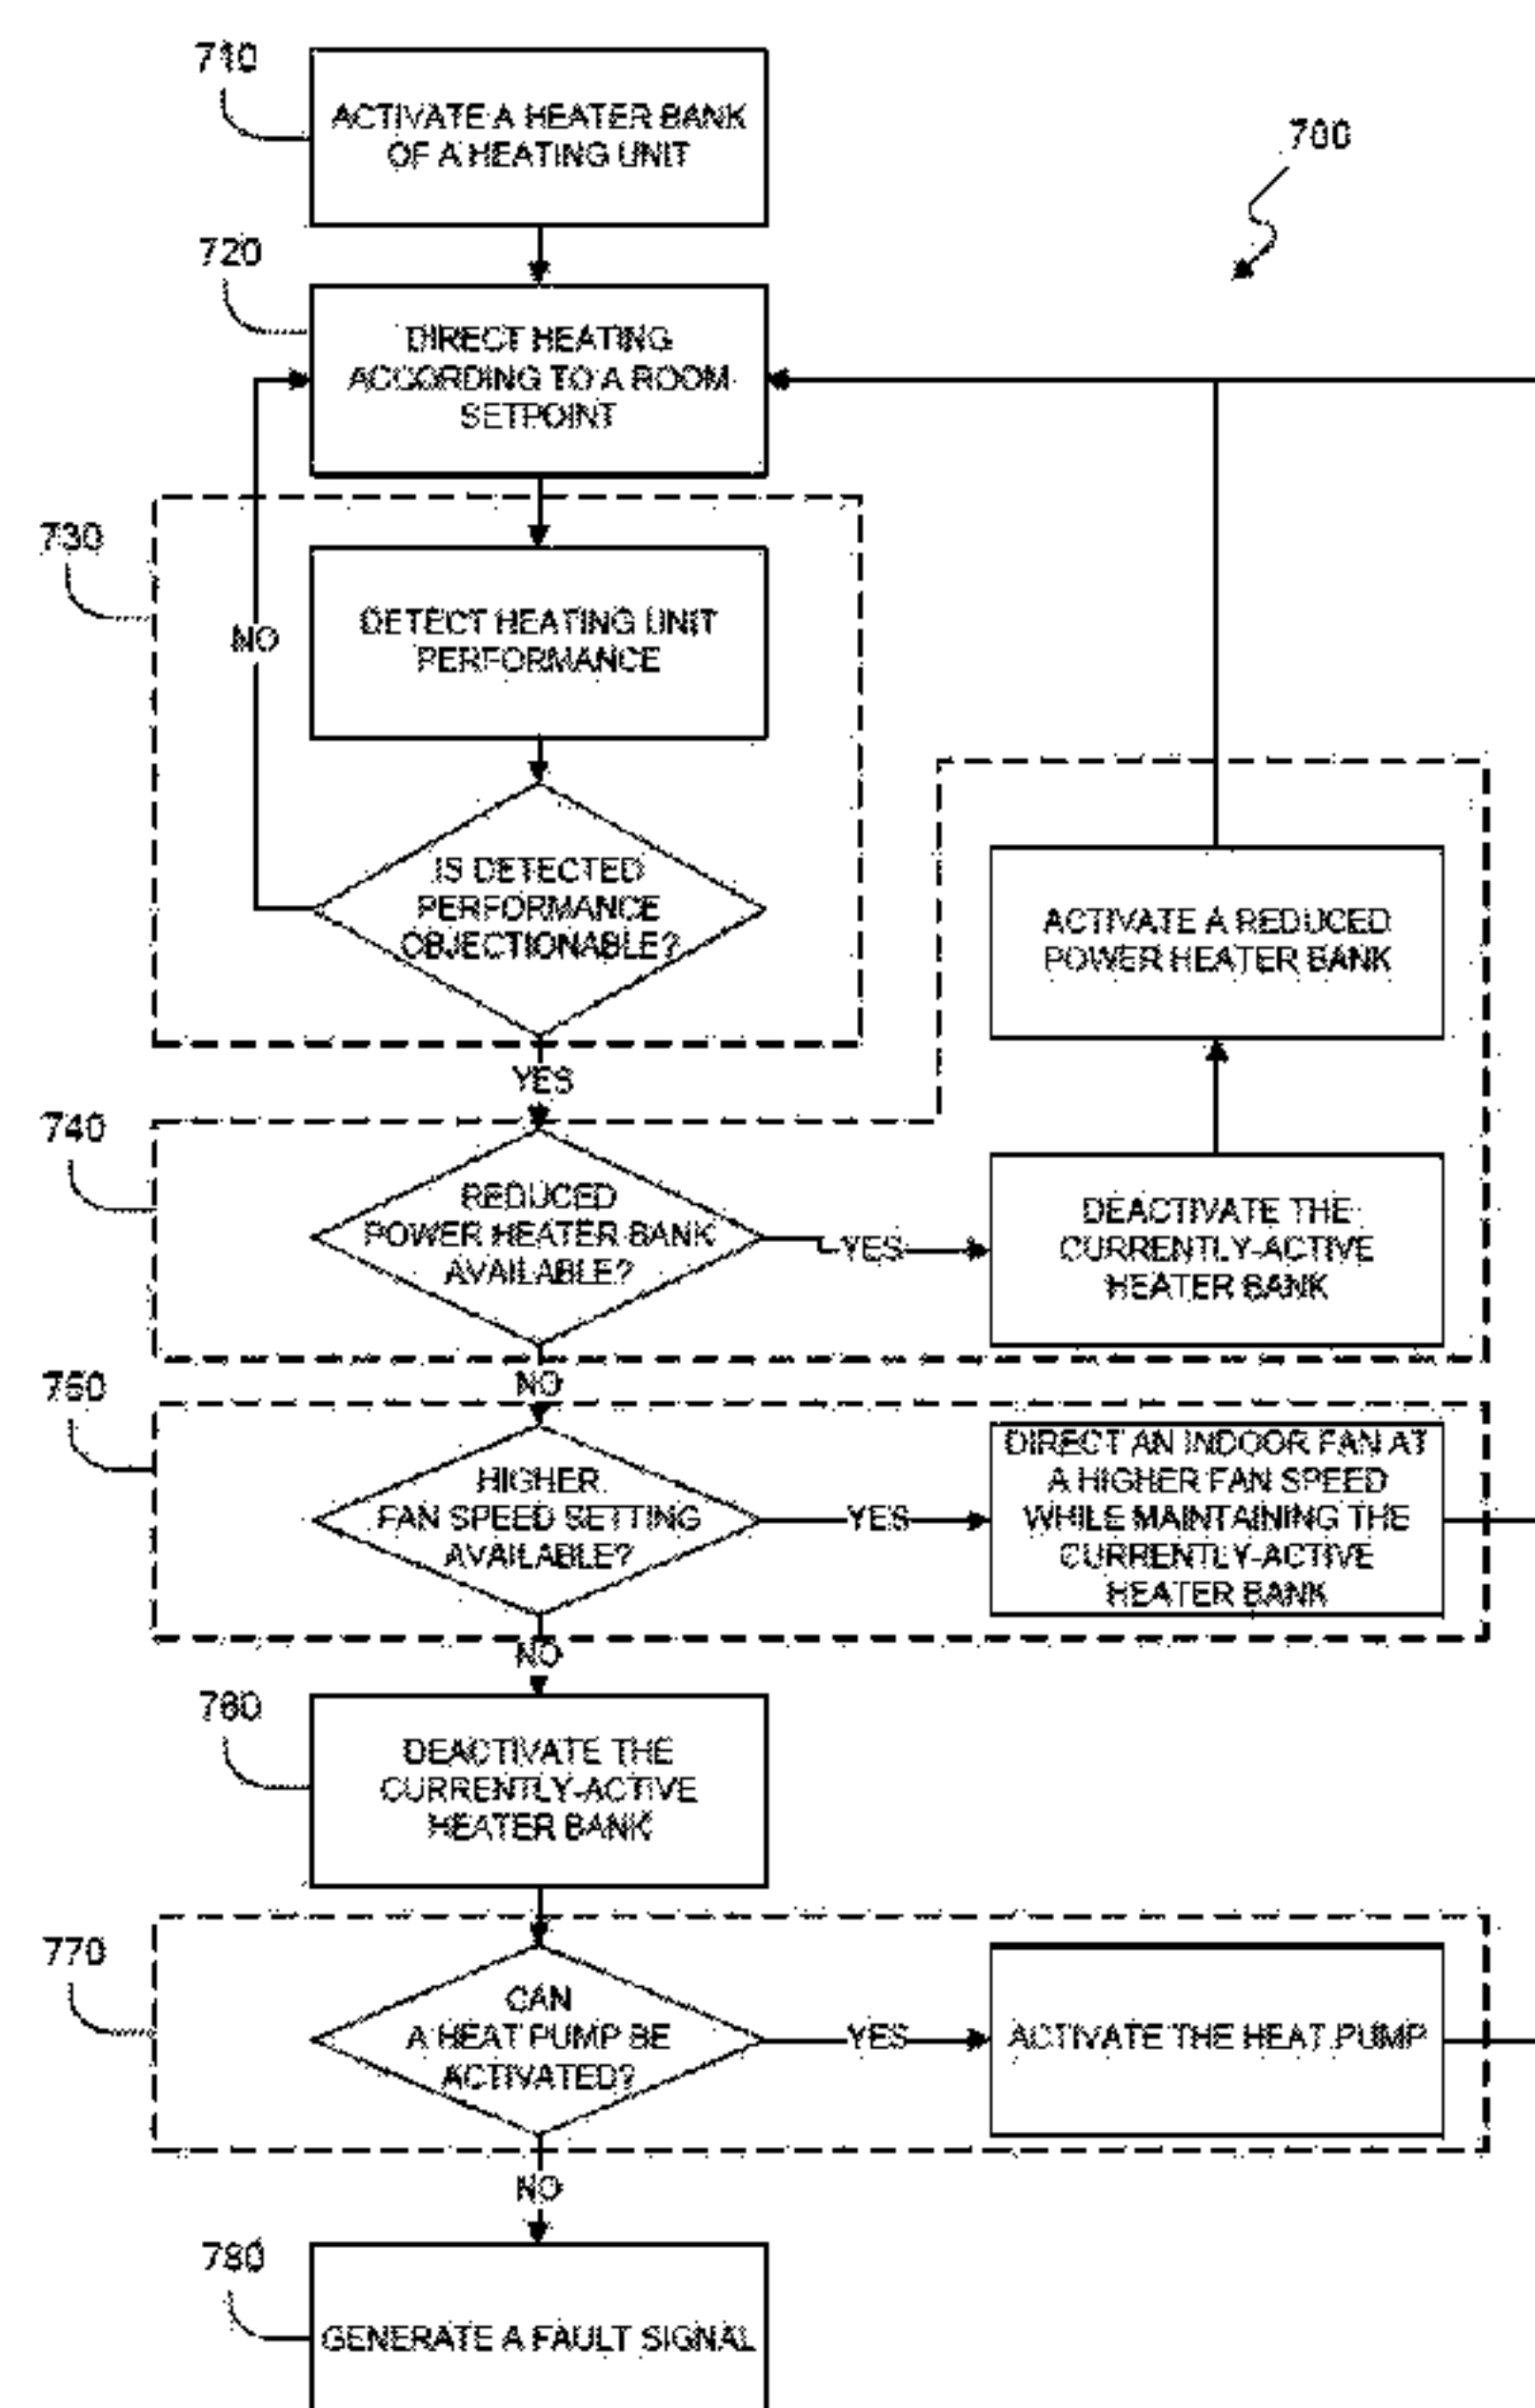 710
ACTIVATE A HEATER BANK
OF A HEATING UNIT
700
720
DIRECT HEATING
ACCORDING TO A ROOM
SETPOINT
730
NO
DETECT HEATING UNIT
PERFORMANCE
IS DETECTED
PERFORMANCE
OBJECTIONABLE?
ACTIVATE A REDUCED
POWER HEATER BANK
YES
740
REDUCED
POWER HEATER BANK
AVAILABLE?
YES
DEACTIVATE THE
CURRENTLY-ACTIVE
HEATER BANK
NO
750
HIGHER
FAN SPEED SETTING
AVAILABLE?
YES
DIRECT AN INDOOR FAN AT
A HIGHER FAN SPEED
WHILE MAINTAINING THE
CURRENTLY-ACTIVE
HEATER BANK
NO
760
DEACTIVATE THE
CURRENTLY-ACTIVE
HEATER BANK
770
CAN
A HEAT PUMP BE
ACTIVATED?
YES
ACTIVATE THE HEAT PUMP
NO
780
GENERATE A FAULT SIGNAL